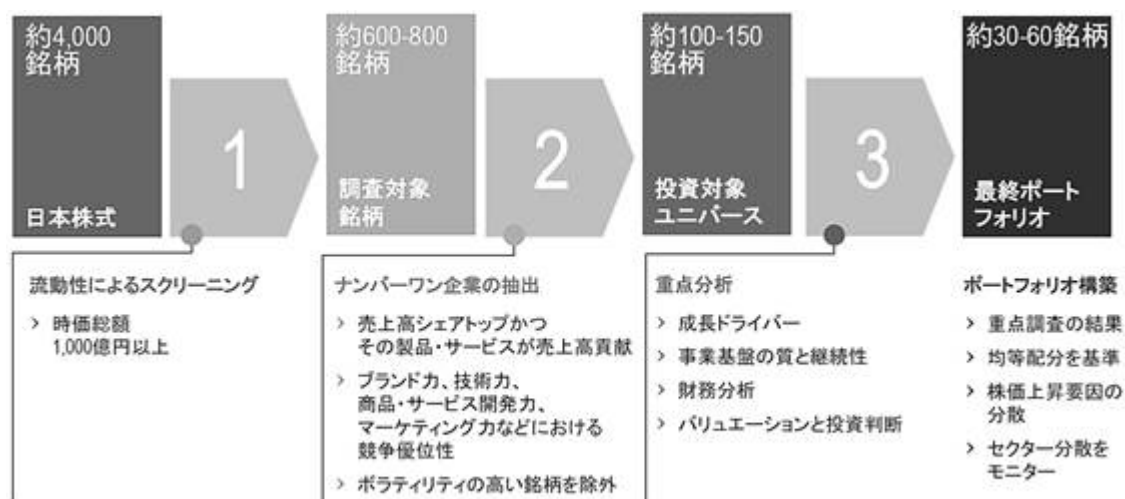 約4,000
銘柄
日本株式
1
約600-800
銘柄
調査対象
銘柄
2
約100-150
銘柄
投資対象
ユニバース
3
約30-60銘柄
最終ポート
フォリオ
流動性によるスクリーニング
> 時価総額
1,000億円以上
ナンバーワン企業の抽出
> 売上高シェアトップかつ
その製品・サービスが売上高貢献
> ブランド力、技術力、
商品・サービス開発力、
マーケティング力などにおける
競争優位性
> ボラティリティの高い銘柄を除外
重点分析
> 成長ドライバー
> 事業基盤の質と継続性
> 財務分析
> バリュエーションと投資判断
ポートフォリオ構築
> 重点調査の結果
> 均等配分を基準
> 株価上昇要因の
分散
> セクター分散を
モニター